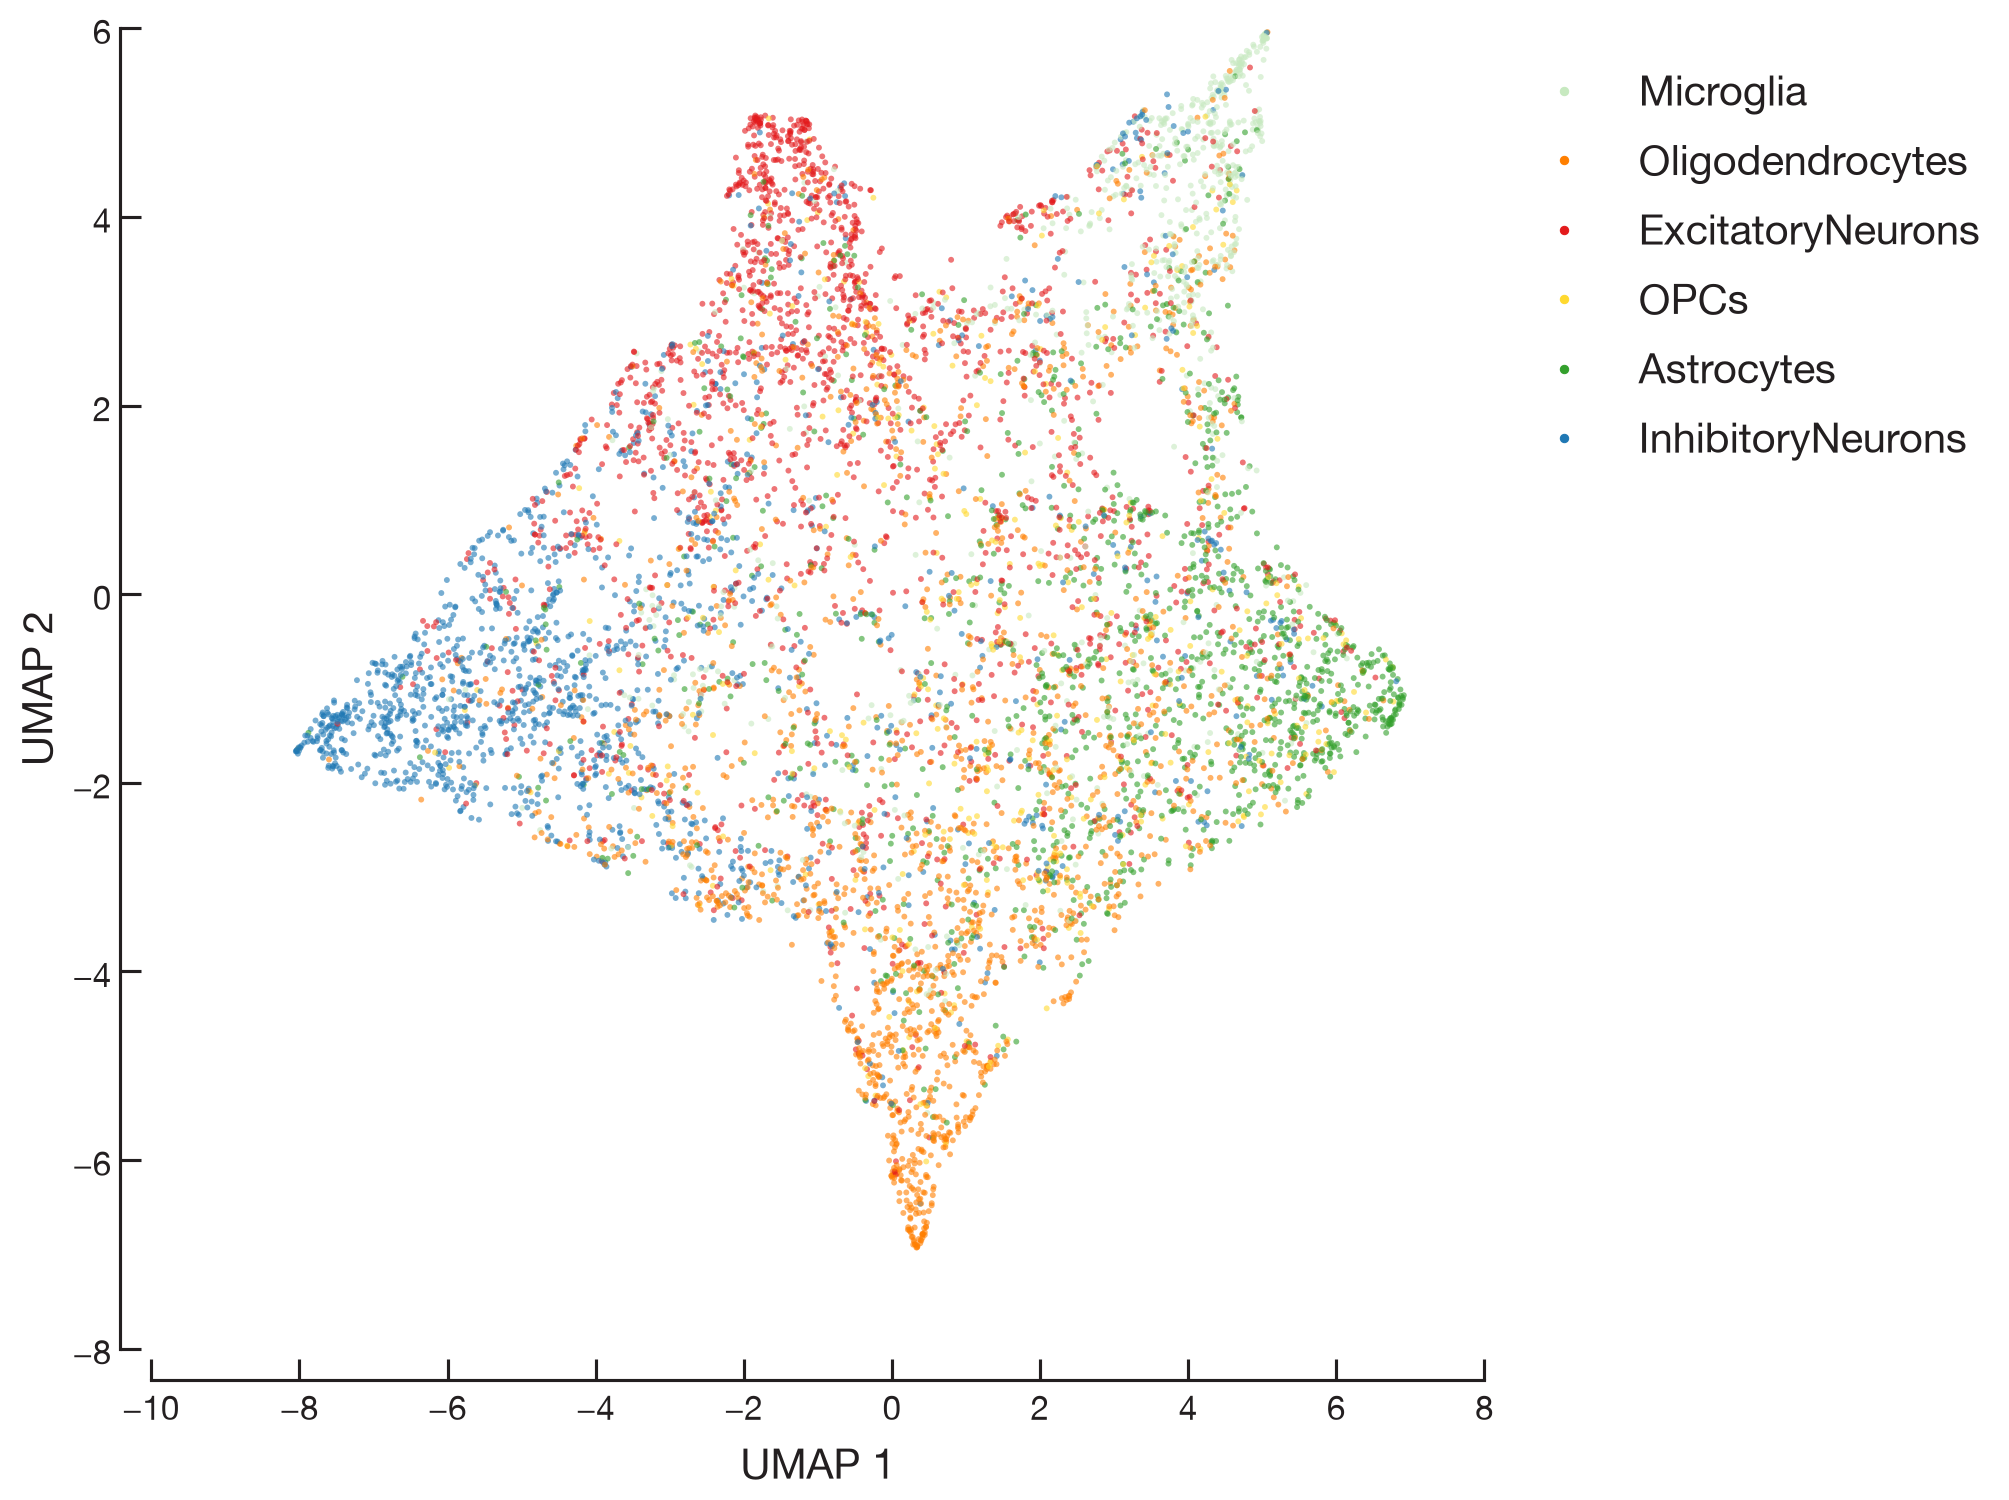 6
4
2
0
−2
−4
−6
−8
UMAP 2
−10 −8 −6 −4 −2 0 2 4 6 8
UMAP 1
Microglia
Oligodendrocytes
ExcitatoryNeurons
OPCs
Astrocytes
InhibitoryNeurons